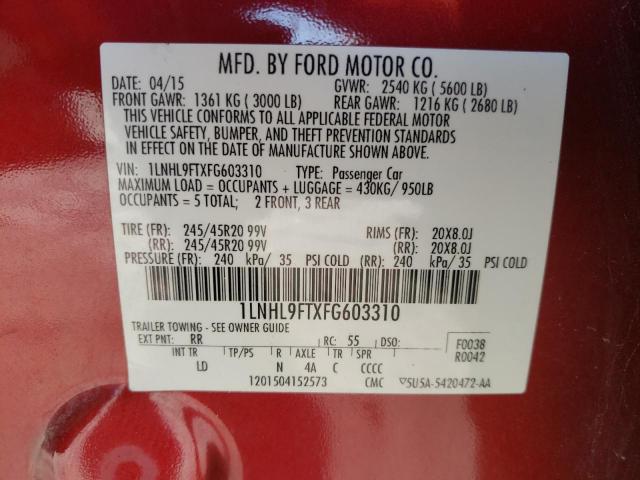 MFD. BY FORD MOTOR CO.
DATE: 04/15 GVWR: 2540 KG ( 5600 LB)
FRONT GAWR: 1361 KG ( 3000 LB) REAR GAWR: 1216 KG ( 2680 LB)
THIS VEHICLE CONFORMS TO ALL APPLICABLE FEDERAL MOTOR
VEHICLE SAFETY, BUMPER, AND THEFT PREVENTION STANDARDS
IN EFFECT ON THE DATE OF MANUFACTURE SHOWN ABOVE.
VIN: 1LNHL9FTXFG603310 TYPE: Passenger Car
MAXIMUM LOAD = OCCUPANTS + LUGGAGE = 430KG/ 950LB
OCCUPANTS = 5 TOTAL; 2 FRONT, 3 REAR
TIRE (FR): 245/45R20 99V RIMS (FR): 20X8.0J
(RR): 245/45R20 99V (RR): 20X8.0J
PRESSURE (FR): 240 kPa/ 35 PSI COLD (RR): 240 kPa/ 35 PSI COLD
1LNHL9FTXFG603310
TRAILER TOWING - SEE OWNER GUIDE
EXT PNT: RR RC: 55 DSO: F0038
R0042
INT TR TP/PS R AXLE TR SPR
LD N 4A C CCCC
1201504152573 CMC ▽5U5A-5420472-AA